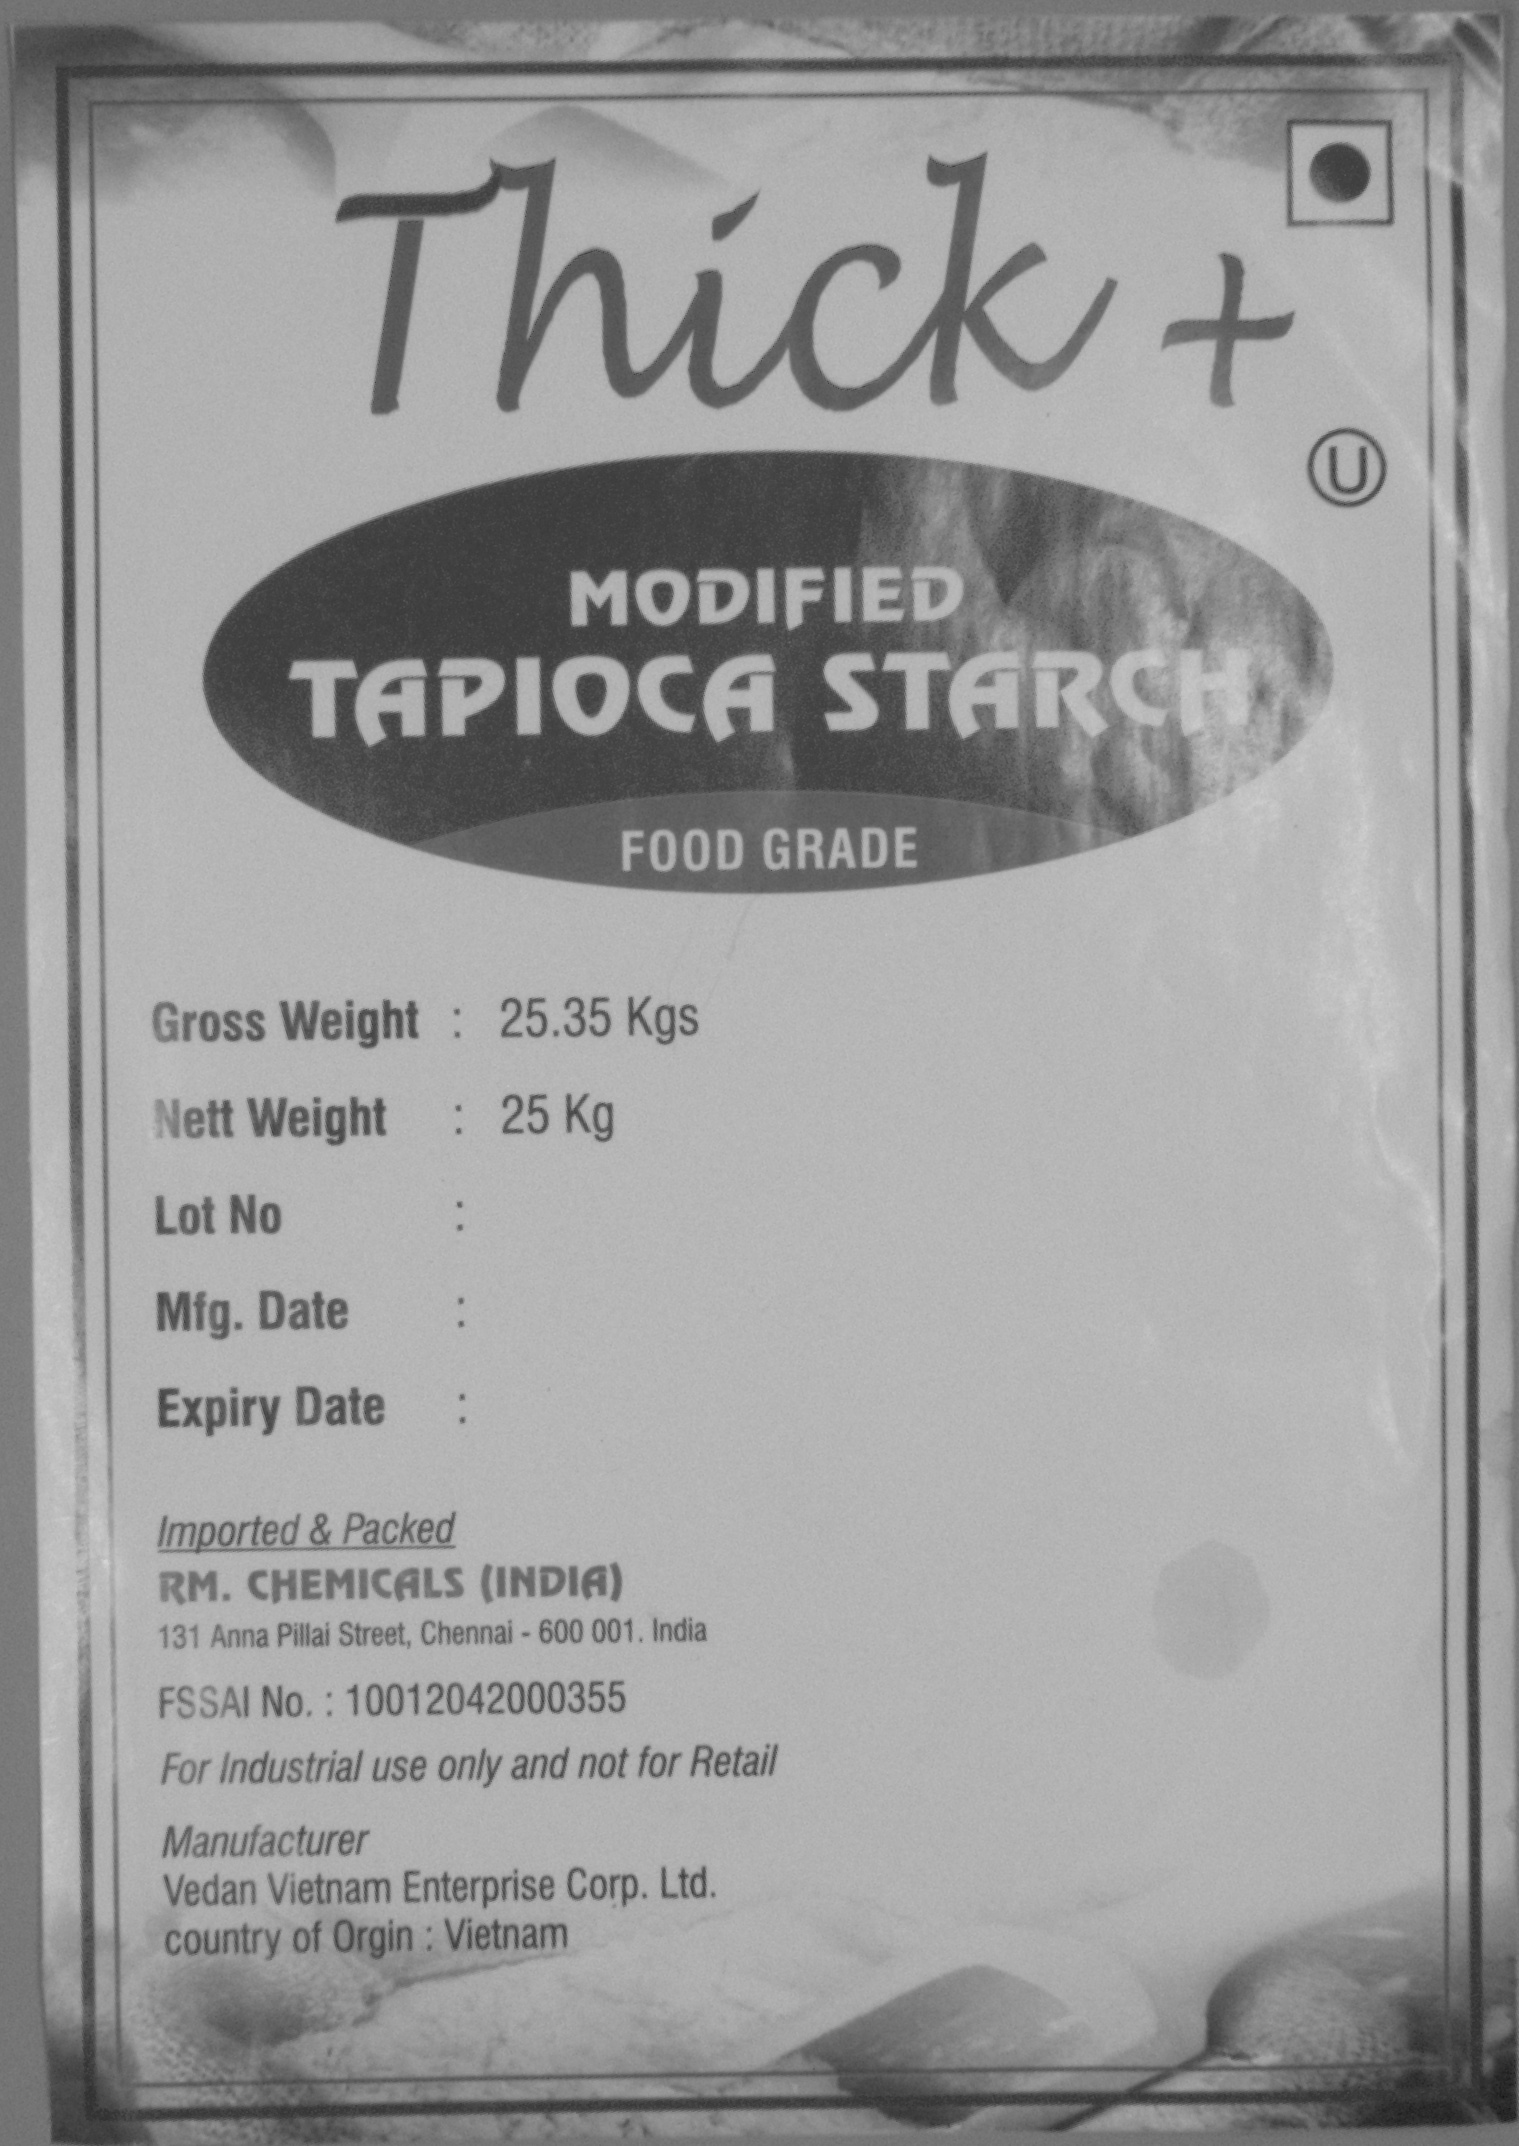 Thick +
U
MODIFIED
TAPIOCA STARCH
FOOD GRADE
Gross Weight : 25.35 Kgs
Nett Weight : 25 Kg
Lot No :
Mfg. Date :
Expiry Date :
Imported & Packed
RM. CHEMICALS (INDIA)
131 Anna Pillai Street, Chennai - 600 001. India
FSSAI No. : 10012042000355
For Industrial use only and not for Retail
Manufacturer
Vedan Vietnam Enterprise Corp. Ltd.
country of Orgin : Vietnam